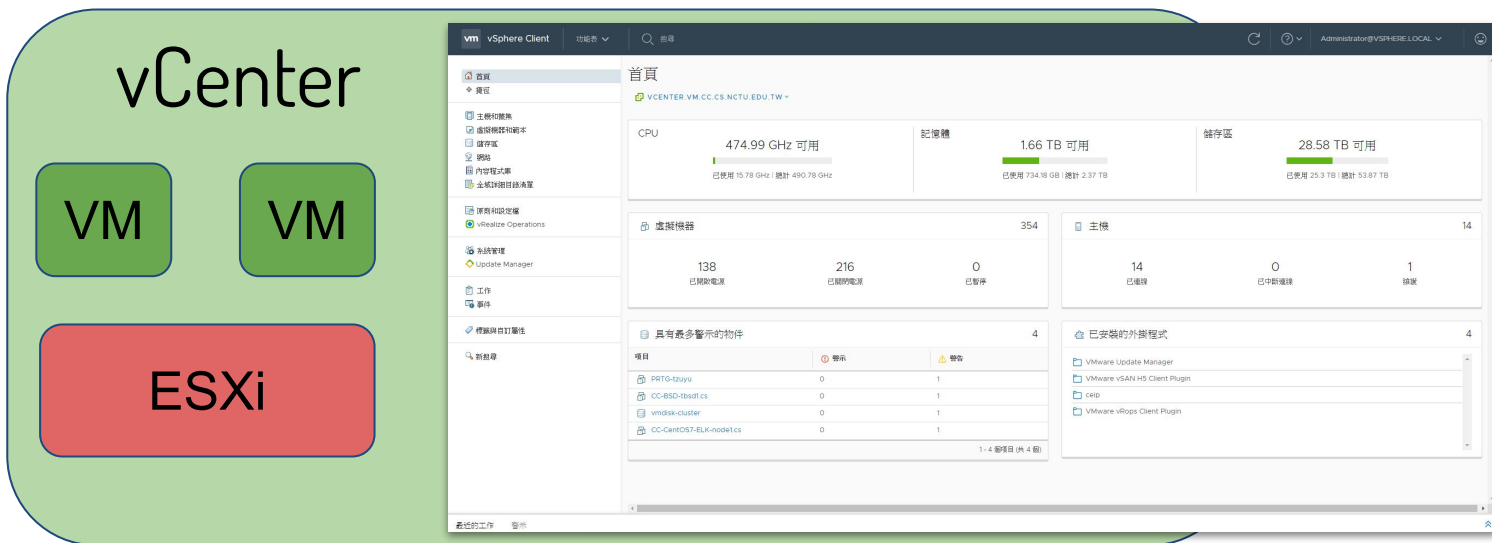 vCenter
VM
VM
ESXi
vm vSphere Client 功能表 搜尋 Administrator@VSPHERE.LOCAL
首頁
捷徑
主機和叢集
虛擬機器和範本
儲存區
網路
內容程式庫
全域詳細目錄清單
原則和設定檔
vRealize Operations
系統管理
Update Manager
工作
事件
標籤與自訂屬性
新搜尋
首頁
VCENTER.VM.CC.CS.NCTU.EDU.TW
CPU
474.99 GHz 可用
已使用 15.78 GHz | 總計 490.78 GHz
記憶體
1.66 TB 可用
已使用 734.18 GB | 總計 2.37 TB
儲存區
28.58 TB 可用
已使用 25.3 TB | 總計 53.87 TB
虛擬機器 354
138 216 0
已開啟電源 已關閉電源 已暫停
主機 14
14 0 1
已連線 已中斷連線 維護
具有最多警示的物件 4
項目 警示 警告
PRTG-tzuyu 0 1
CC-BSD-tbsd1.cs 0 1
vmdisk-cluster 0 1
CC-CentOS7-ELK-node1.cs 0 1
1 - 4 個項目 (共 4 個)
已安裝的外掛程式 4
VMware Update Manager
VMware vSAN H5 Client Plugin
ceip
VMware vRops Client Plugin
最近的工作 警示